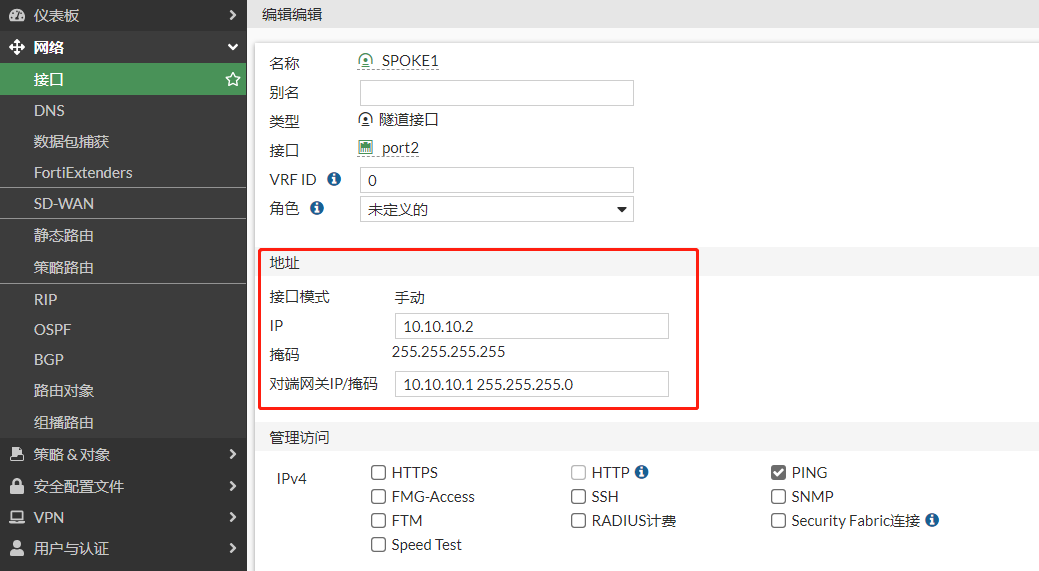 仪表板
网络
接口
DNS
数据包捕获
FortiExtenders
SD-WAN
静态路由
策略路由
RIP
OSPF
BGP
路由对象
组播路由
策略 & 对象
安全配置文件
VPN
用户与认证
编辑编辑
名称 SPOKE1
别名
类型 隧道接口
接口 port2
VRF ID 0
角色 未定义的
地址
接口模式 手动
IP 10.10.10.2
掩码 255.255.255.255
对端网关IP/掩码 10.10.10.1 255.255.255.0
管理访问
IPv4 HTTPS HTTP PING
FMG-Access SSH SNMP
FTM RADIUS计费 Security Fabric连接
Speed Test